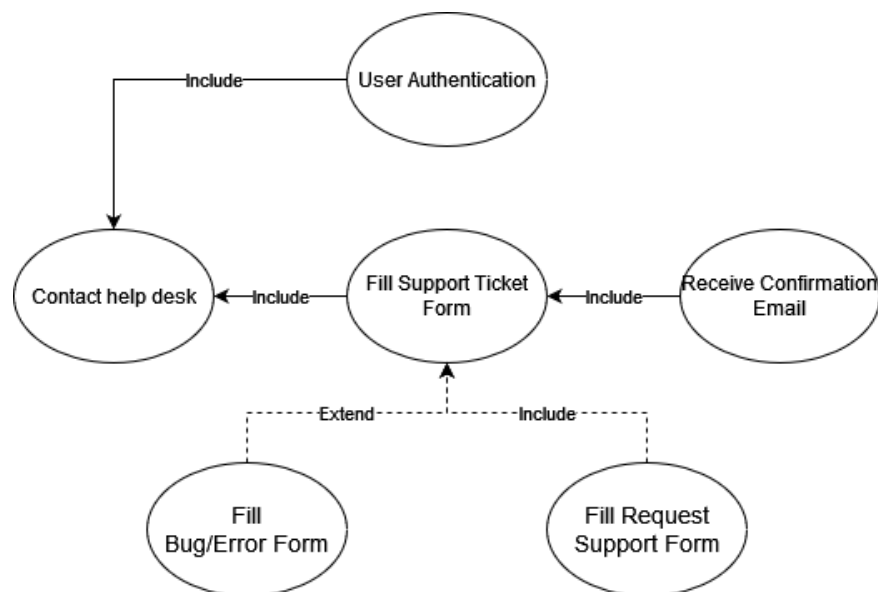 User Authentication
Include
Contact help desk
Include
Fill Support Ticket
Form
Include
Receive Confirmation
Email
Extend
Include
Fill
Bug/Error Form
Fill Request
Support Form